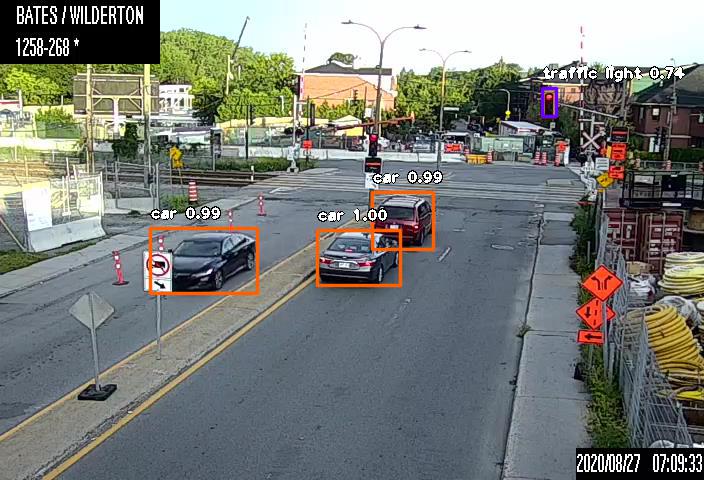 BATES / WILDERTON
1258-268 *
traffic light 0.74
car 0.99
car 0.99
car 1.00
2020/08/27 07:09:33